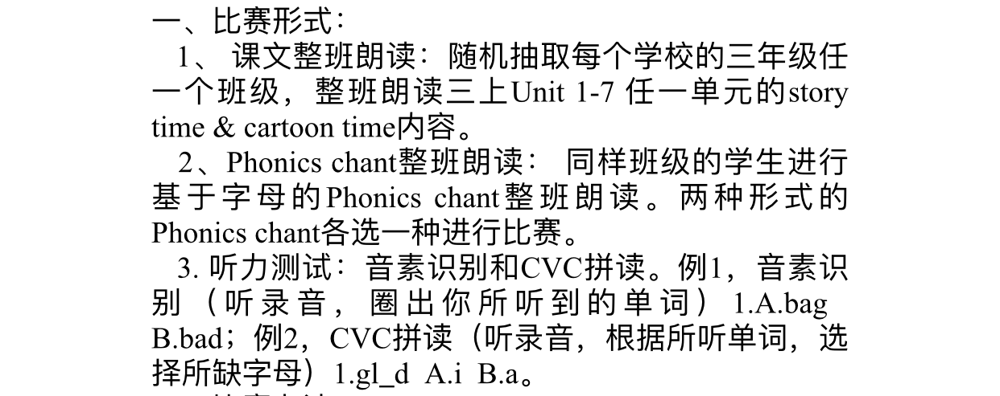 一、比赛形式：
1、 课文整班朗读：随机抽取每个学校的三年级任
一个班级，整班朗读三上Unit 1-7 任一单元的story
time & cartoon time内容。
2、Phonics chant整班朗读： 同样班级的学生进行
基于字母的Phonics chant整班朗读。两种形式的
Phonics chant各选一种进行比赛。
3. 听力测试：音素识别和CVC拼读。例1，音素识
别（听录音，圈出你所听到的单词）1.A.bag
B.bad；例2，CVC拼读（听录音，根据所听单词，选
择所缺字母）1.gl_d A.i B.a。